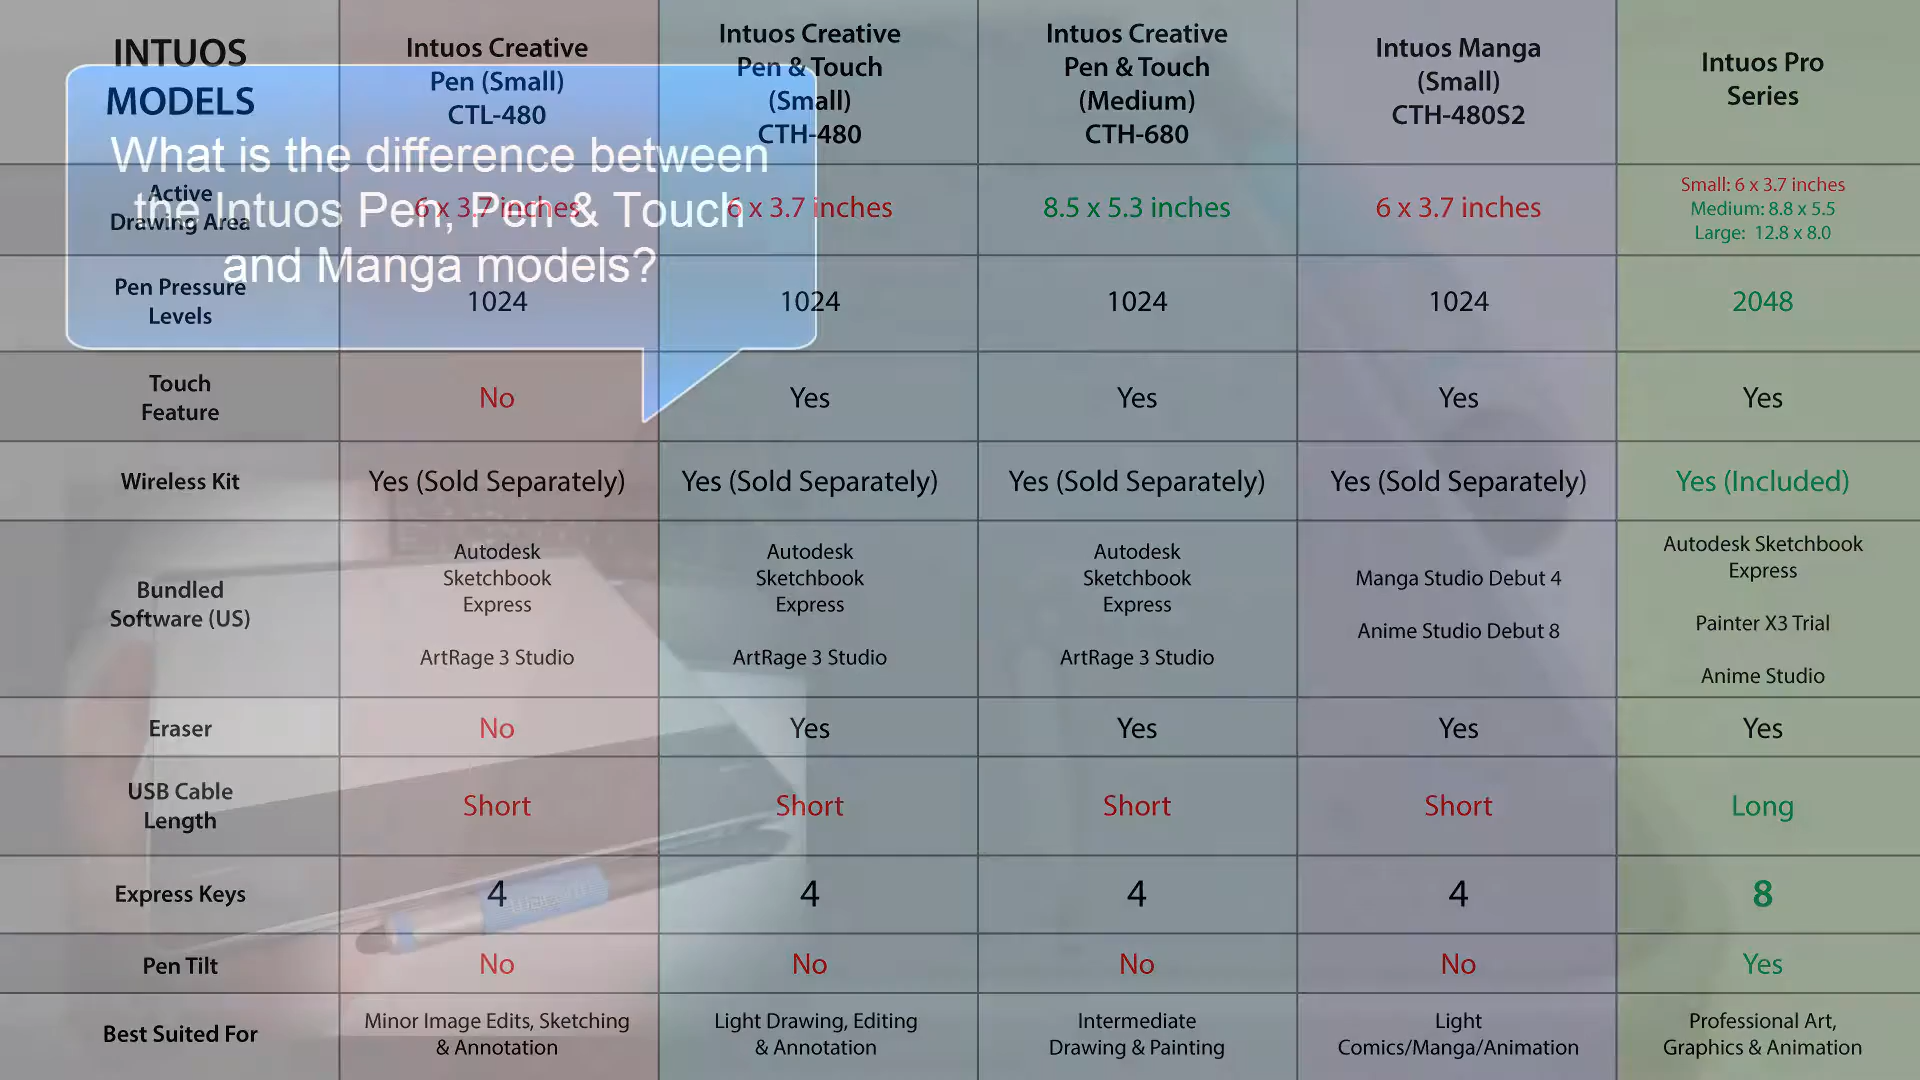 INTUOS
MODELS
Intuos Creative
Pen (Small)
CTL-480
Intuos Creative
Pen & Touch
(Small)
CTH-480
Intuos Creative
Pen & Touch
(Medium)
CTH-680
Intuos Manga
(Small)
CTH-480S2
Intuos Pro
Series
What is the difference between
the Intuos Pen, Pen & Touch
and Manga models?
Active
Drawing Area
6 x 3.7 inches
6 x 3.7 inches
8.5 x 5.3 inches
6 x 3.7 inches
Small: 6 x 3.7 inches
Medium: 8.8 x 5.5
Large: 12.8 x 8.0
Pen Pressure
Levels
1024
1024
1024
1024
2048
Touch
Feature
No
Yes
Yes
Yes
Yes
Wireless Kit
Yes (Sold Separately)
Yes (Sold Separately)
Yes (Sold Separately)
Yes (Sold Separately)
Yes (Included)
Bundled
Software (US)
Autodesk
Sketchbook
Express
ArtRage 3 Studio
Autodesk
Sketchbook
Express
ArtRage 3 Studio
Autodesk
Sketchbook
Express
ArtRage 3 Studio
Manga Studio Debut 4
Anime Studio Debut 8
Autodesk Sketchbook
Express
Painter X3 Trial
Anime Studio
Eraser
No
Yes
Yes
Yes
Yes
USB Cable
Length
Short
Short
Short
Short
Long
Express Keys
4
4
4
4
8
Pen Tilt
No
No
No
No
Yes
Best Suited For
Minor Image Edits, Sketching
& Annotation
Light Drawing, Editing
& Annotation
Intermediate
Drawing & Painting
Light
Comics/Manga/Animation
Professional Art,
Graphics & Animation